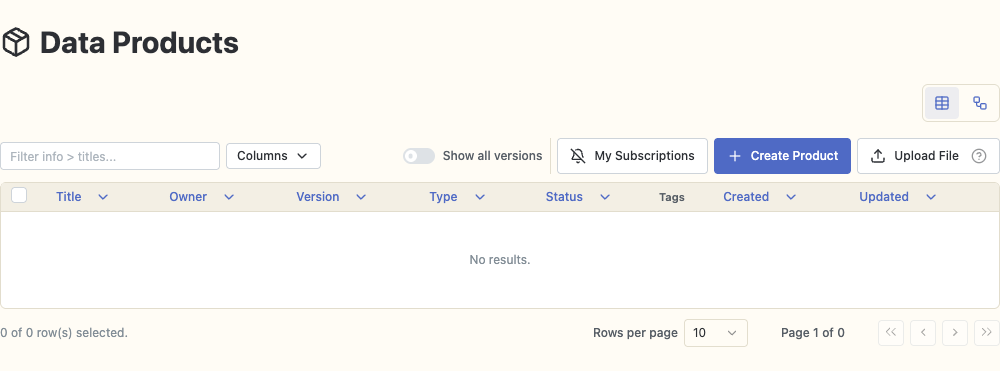 Data Products
Filter info > titles...
Columns
Show all versions
My Subscriptions
Create Product
Upload File
Title Owner Version Type Status Tags Created Updated
No results.
0 of 0 row(s) selected.
Rows per page 10 Page 1 of 0